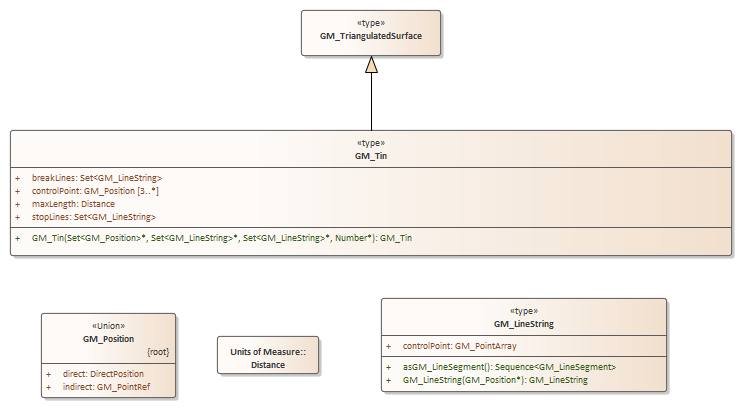 «type»
GM_TriangulatedSurface
«type»
GM_Tin
+ breakLines: Set<GM_LineString>
+ controlPoint: GM_Position [3..*]
+ maxLength: Distance
+ stopLines: Set<GM_LineString>
+ GM_Tin(Set<GM_Position>*, Set<GM_LineString>*, Set<GM_LineString>*, Number*): GM_Tin
«Union»
GM_Position
{root}
+ direct: DirectPosition
+ indirect: GM_PointRef
Units of Measure::
Distance
«type»
GM_LineString
+ controlPoint: GM_PointArray
+ asGM_LineSegment(): Sequence<GM_LineSegment>
+ GM_LineString(GM_Position*): GM_LineString